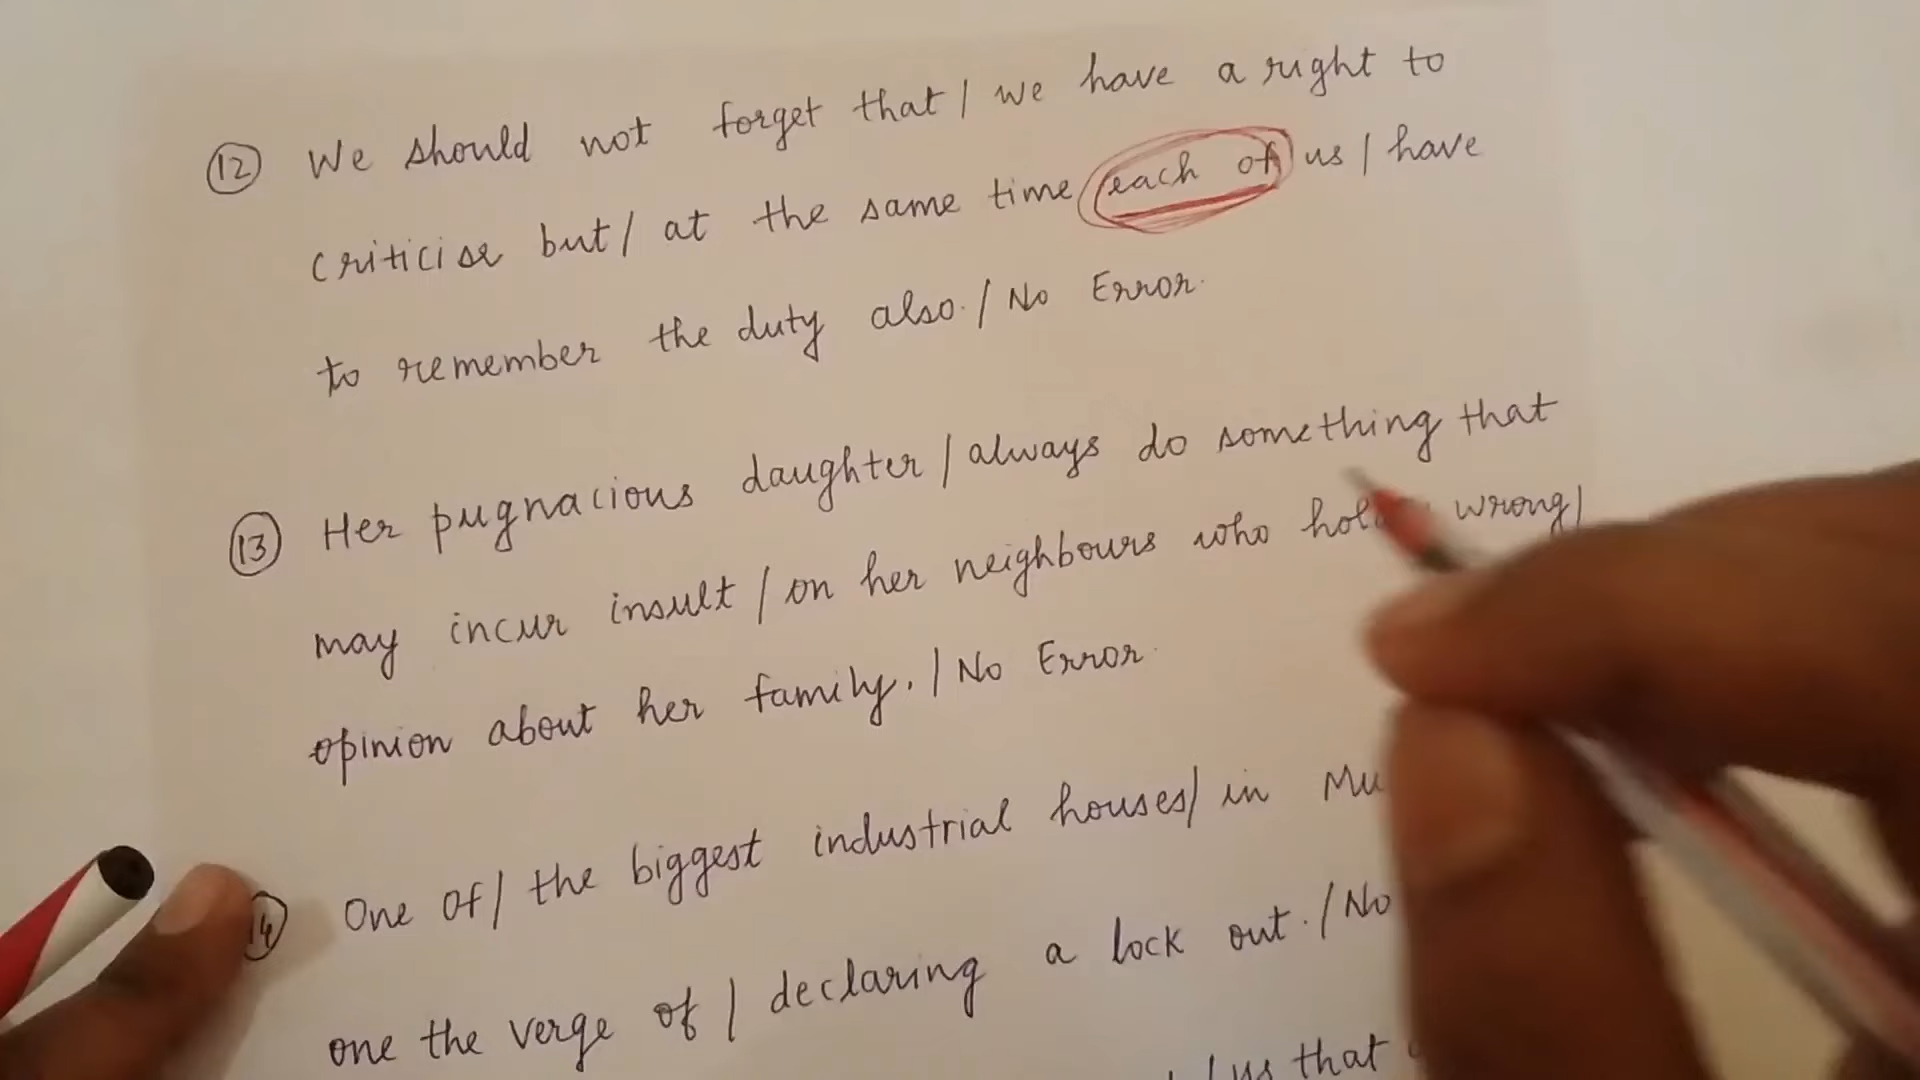 12 We should not forget that / we have a right to
criticise but / at the same time / each of us / have
to remember the duty also. / No Error.
13 Her pugnacious daughter / always do something that
may incur insult / on her neighbours who wrong /
opinion about her family. / No Error.
14 One of / the biggest industrial houses / in
one the verge of / declaring a lock out. / No
/ us that